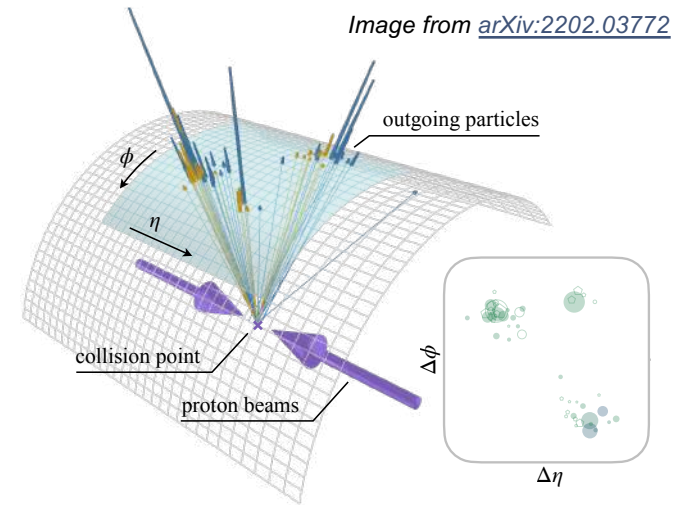 Image from arXiv:2202.03772
outgoing particles
ϕ
η
collision point
proton beams
Δϕ
Δη